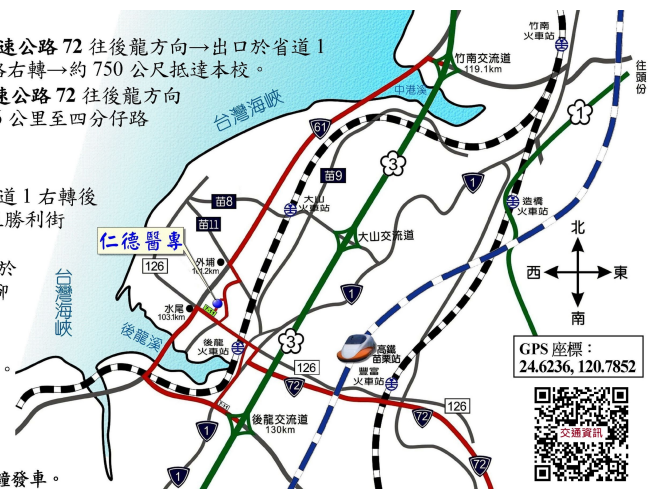 速公路 72 往後龍方向→出口於省道 1
右轉→約 750 公尺抵達本校。
速公路 72 往後龍方向
公里至四分仔路
道 1 右轉後
勝利街
於
。
鐘發車。
竹南
火車站
竹南交流道
119.1km
往頭份
中港溪
台灣海峽
61
3
1
1
苗9
苗8
苗11
大山
火車站
造橋
火車站
大山交流道
仁德醫專
外埔
111.2km
126
水尾
103.1km
台灣海峽
後龍溪
後龍
火車站
1
3
高鐵
苗栗站
豐富
火車站
126
72
126
72
72
後龍交流道
130km
1
1
北
西
東
南
GPS 座標：
24.6236, 120.7852
交通資訊